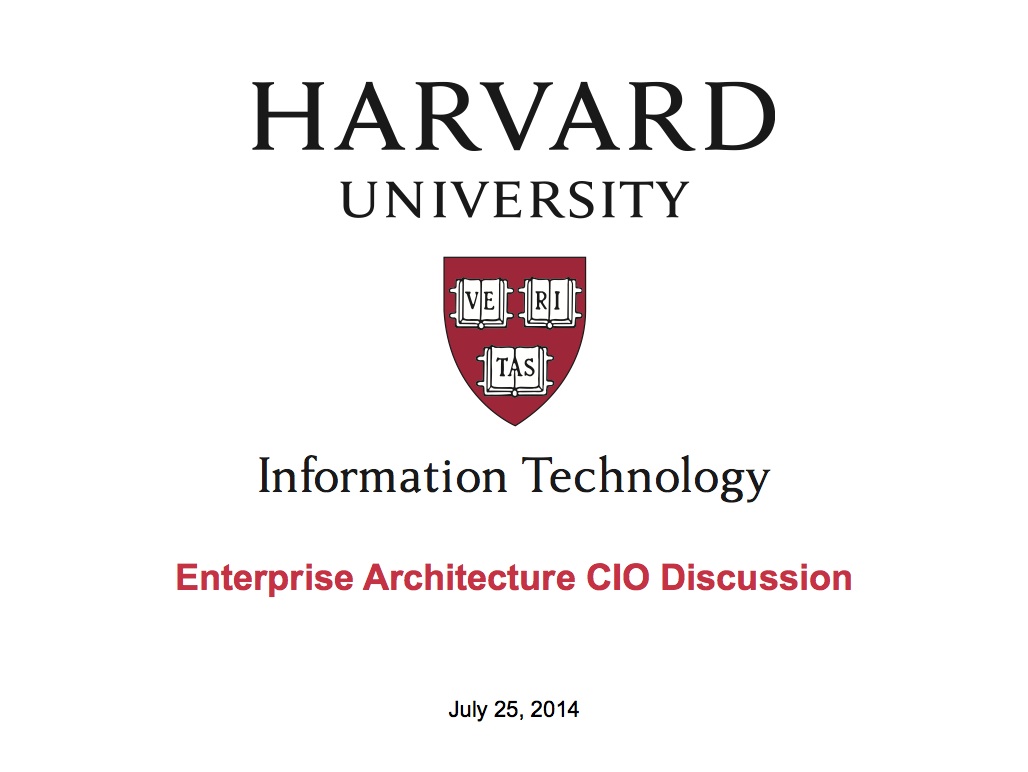 HARVARD
UNIVERSITY
VE RI
TAS
Information Technology
Enterprise Architecture CIO Discussion
July 25, 2014